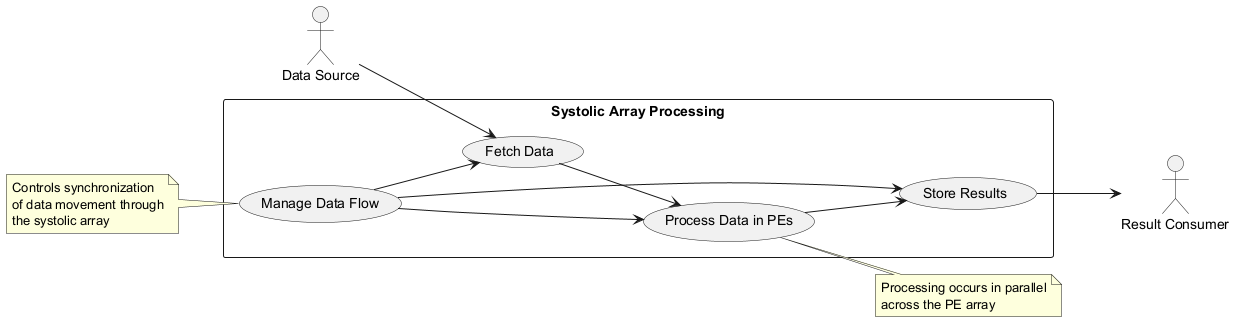 Data Source
Systolic Array Processing
Fetch Data
Controls synchronization
of data movement through
the systolic array
Manage Data Flow
Store Results
Process Data in PEs
Result Consumer
Processing occurs in parallel
across the PE array